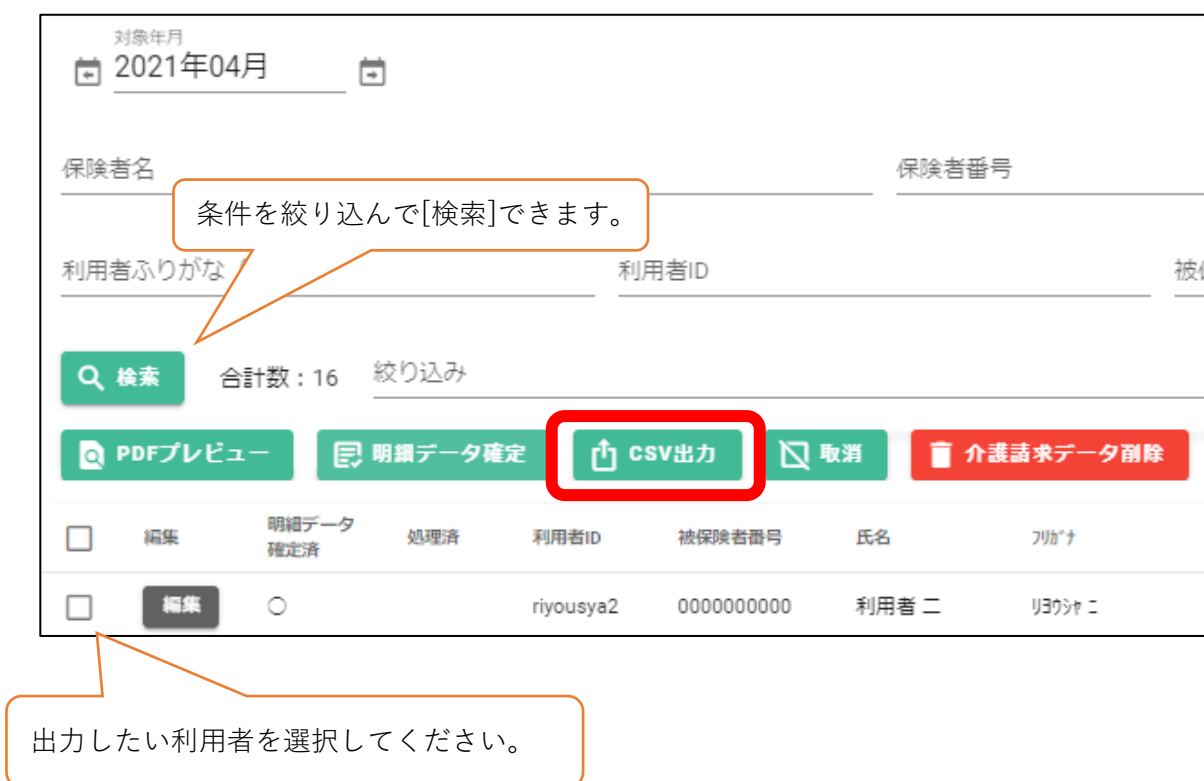 対象年月
2021年04月
保険者名
保険者番号
条件を絞り込んで[検索]できます。
利用者ふりがな
利用者ID
被保
検索
合計数：16
絞り込み
PDFプレビュー
明細データ確定
CSV出力
取消
介護請求データ削除
編集
明細データ
確定済
処理済
利用者ID
被保険者番号
氏名
ﾌﾘｶﾞﾅ
編集
〇
riyousya2
0000000000
利用者 二
ﾘﾖｳｼｬ ﾆ
出力したい利用者を選択してください。